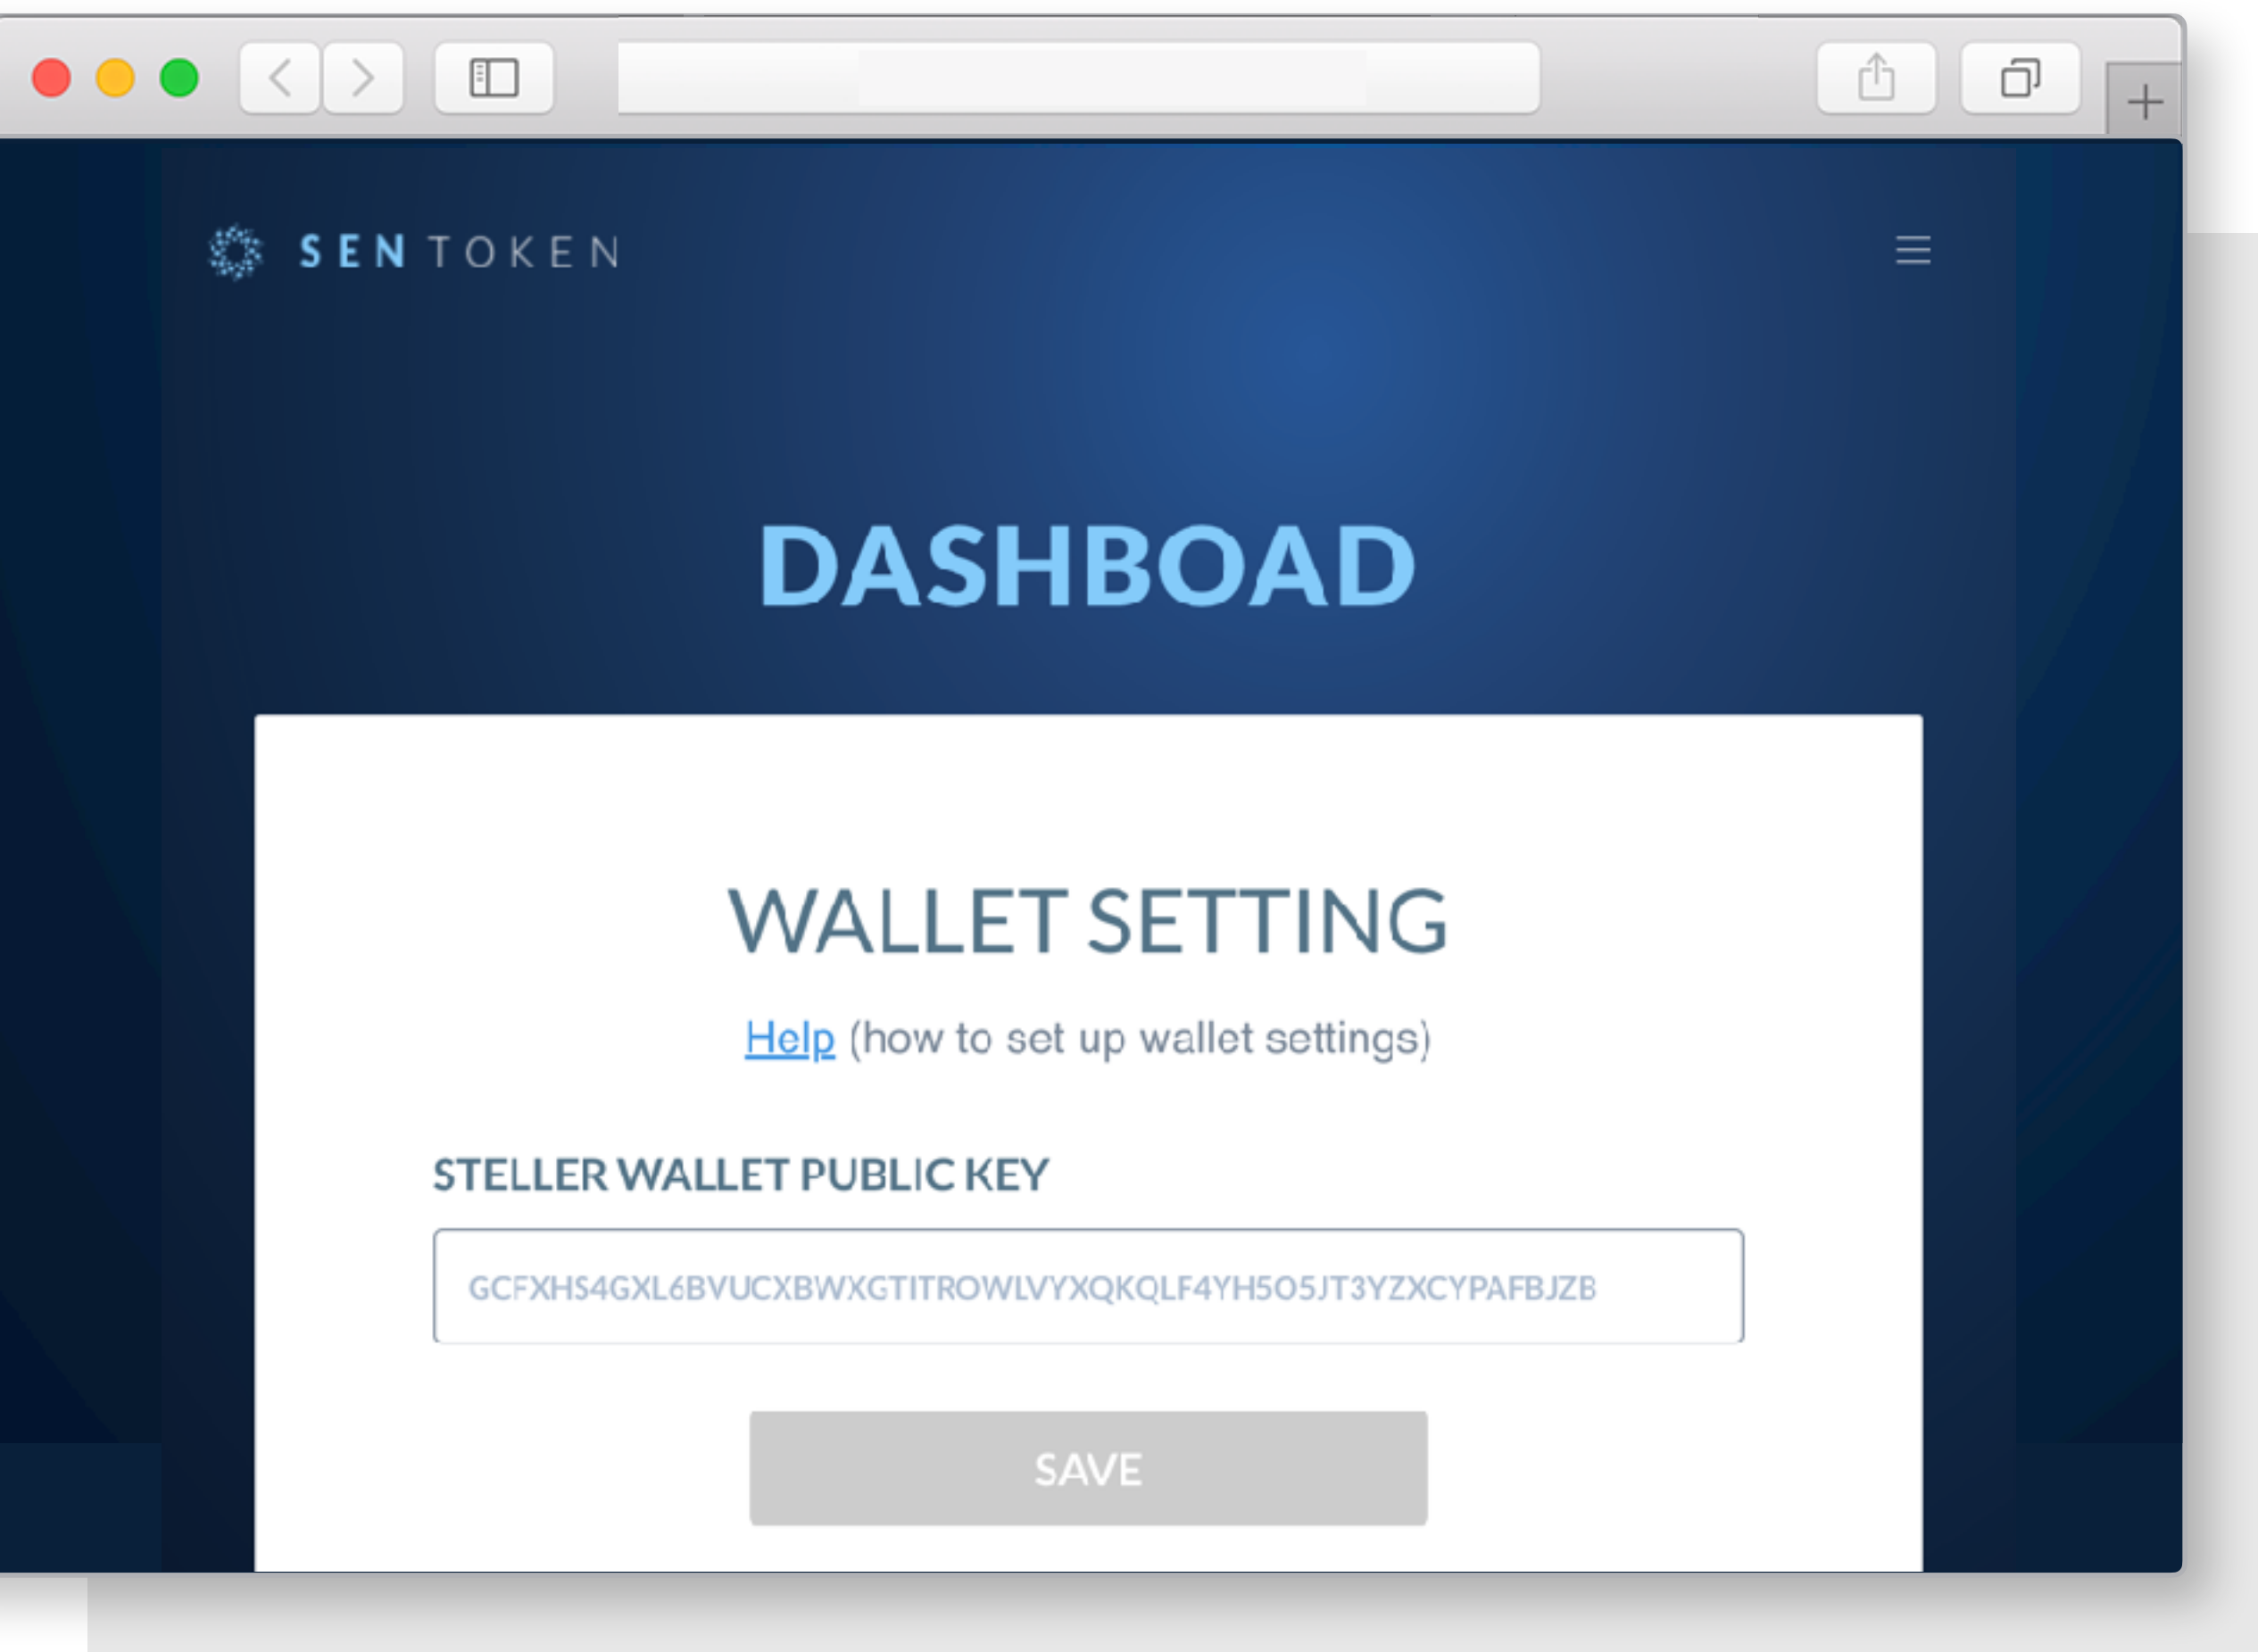 SEN TOKEN
DASHBOAD
WALLET SETTING
Help (how to set up wallet settings)
STELLER WALLET PUBLIC KEY
GCFXHS4GXL6BVUCXBWXGTITROWLVYXQKQLF4YH5O5JT3YZXCYPAFBJZB
SAVE